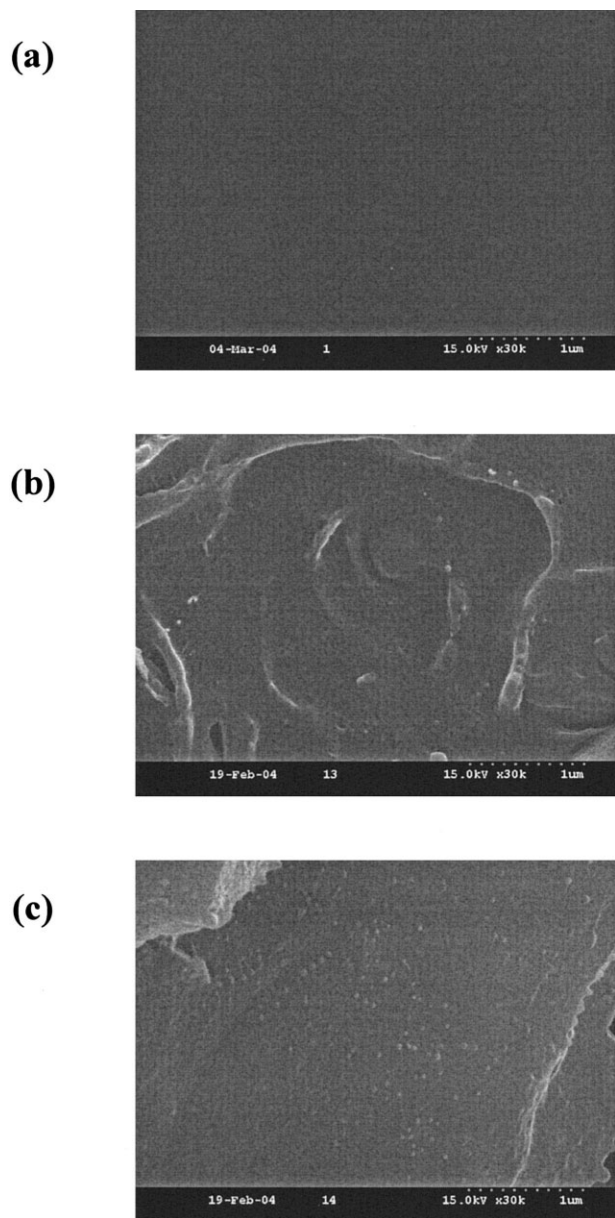 (a)
04-Mar-04 1 15.0kV x30k 1um
(b)
19-Feb-04 13 15.0kV x30k 1um
(c)
19-Feb-04 14 15.0kV x30k 1um